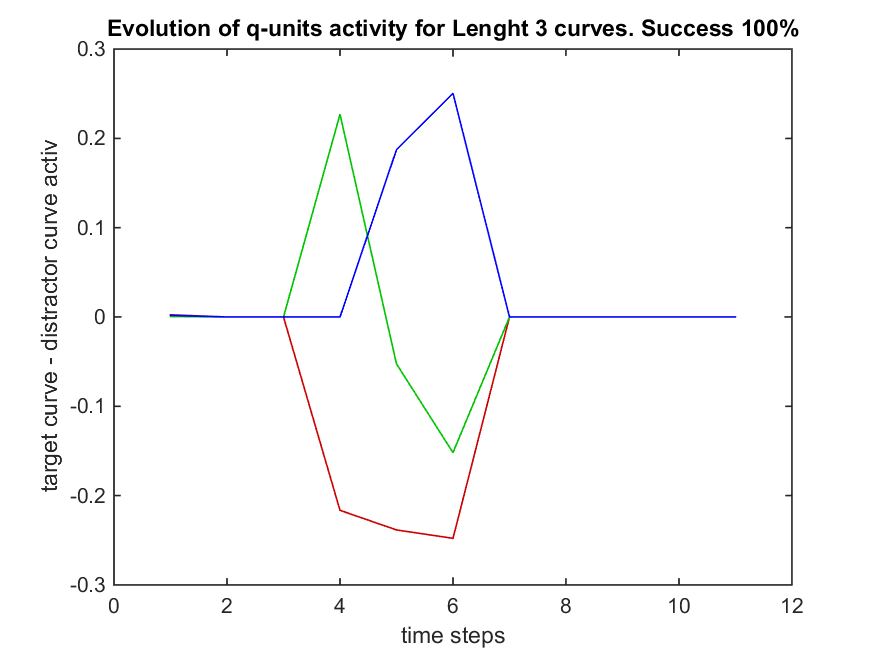 Evolution of q-units activity for Lenght 3 curves. Success 100%
target curve - distractor curve activ
0.3
0.2
0.1
0
-0.1
-0.2
-0.3
0 2 4 6 8 10 12
time steps